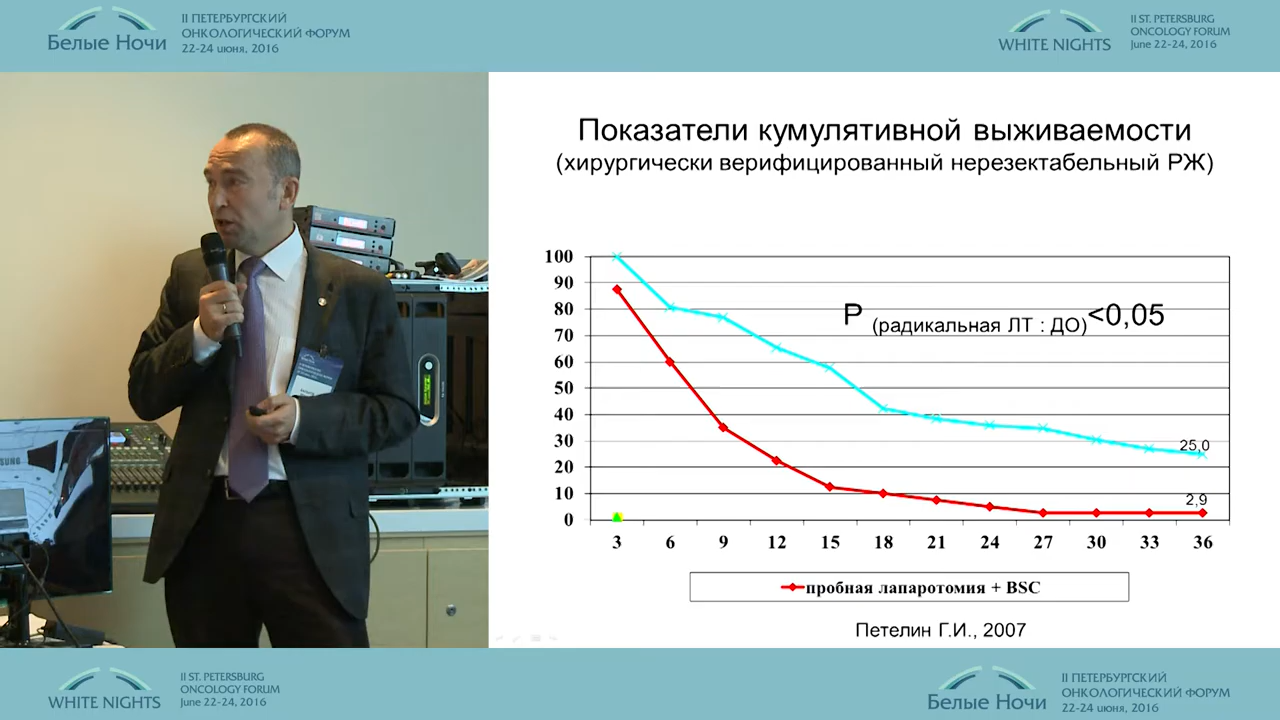 II ПЕТЕРБУРГСКИЙ
ОНКОЛОГИЧЕСКИЙ ФОРУМ
Белые Ночи
22-24 июня, 2016
II ST. PETERSBURG
ONCOLOGY FORUM
WHITE NIGHTS
June 22-24, 2016
Показатели кумулятивной выживаемости
(хирургически верифицированный нерезектабельный РЖ)
100
90
80
70
60
50
40
30
20
10
0
P (радикальная ЛТ : ДО)<0,05
25,0
2,9
3 6 9 12 15 18 21 24 27 30 33 36
пробная лапаротомия + BSC
Петелин Г.И., 2007
II ST. PETERSBURG
ONCOLOGY FORUM
WHITE NIGHTS
June 22-24, 2016
II ПЕТЕРБУРГСКИЙ
ОНКОЛОГИЧЕСКИЙ ФОРУМ
Белые Ночи
22-24 июня, 2016